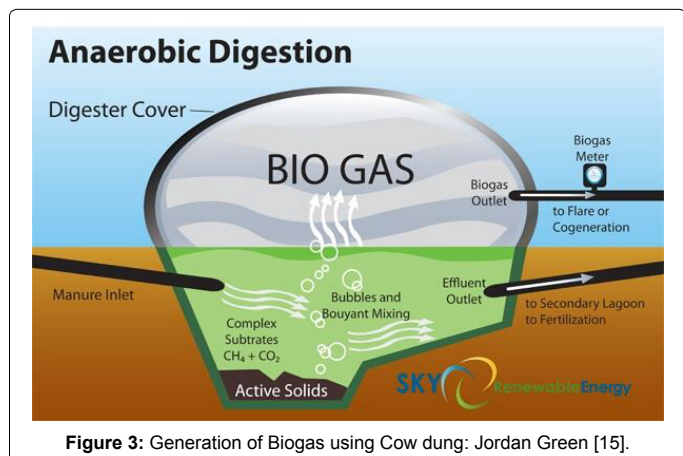 Anaerobic Digestion
Digester Cover
BIO GAS
Biogas
Meter
Biogas
Outlet
to Flare or
Cogeneration
Manure Inlet
Complex
Subtrates
CH₄ + CO₂
Bubbles and
Bouyant Mixing
Effluent
Outlet
to Secondary Lagoon
to Fertilization
Active Solids
SKY RenewableEnergy
Figure 3: Generation of Biogas using Cow dung: Jordan Green [15].